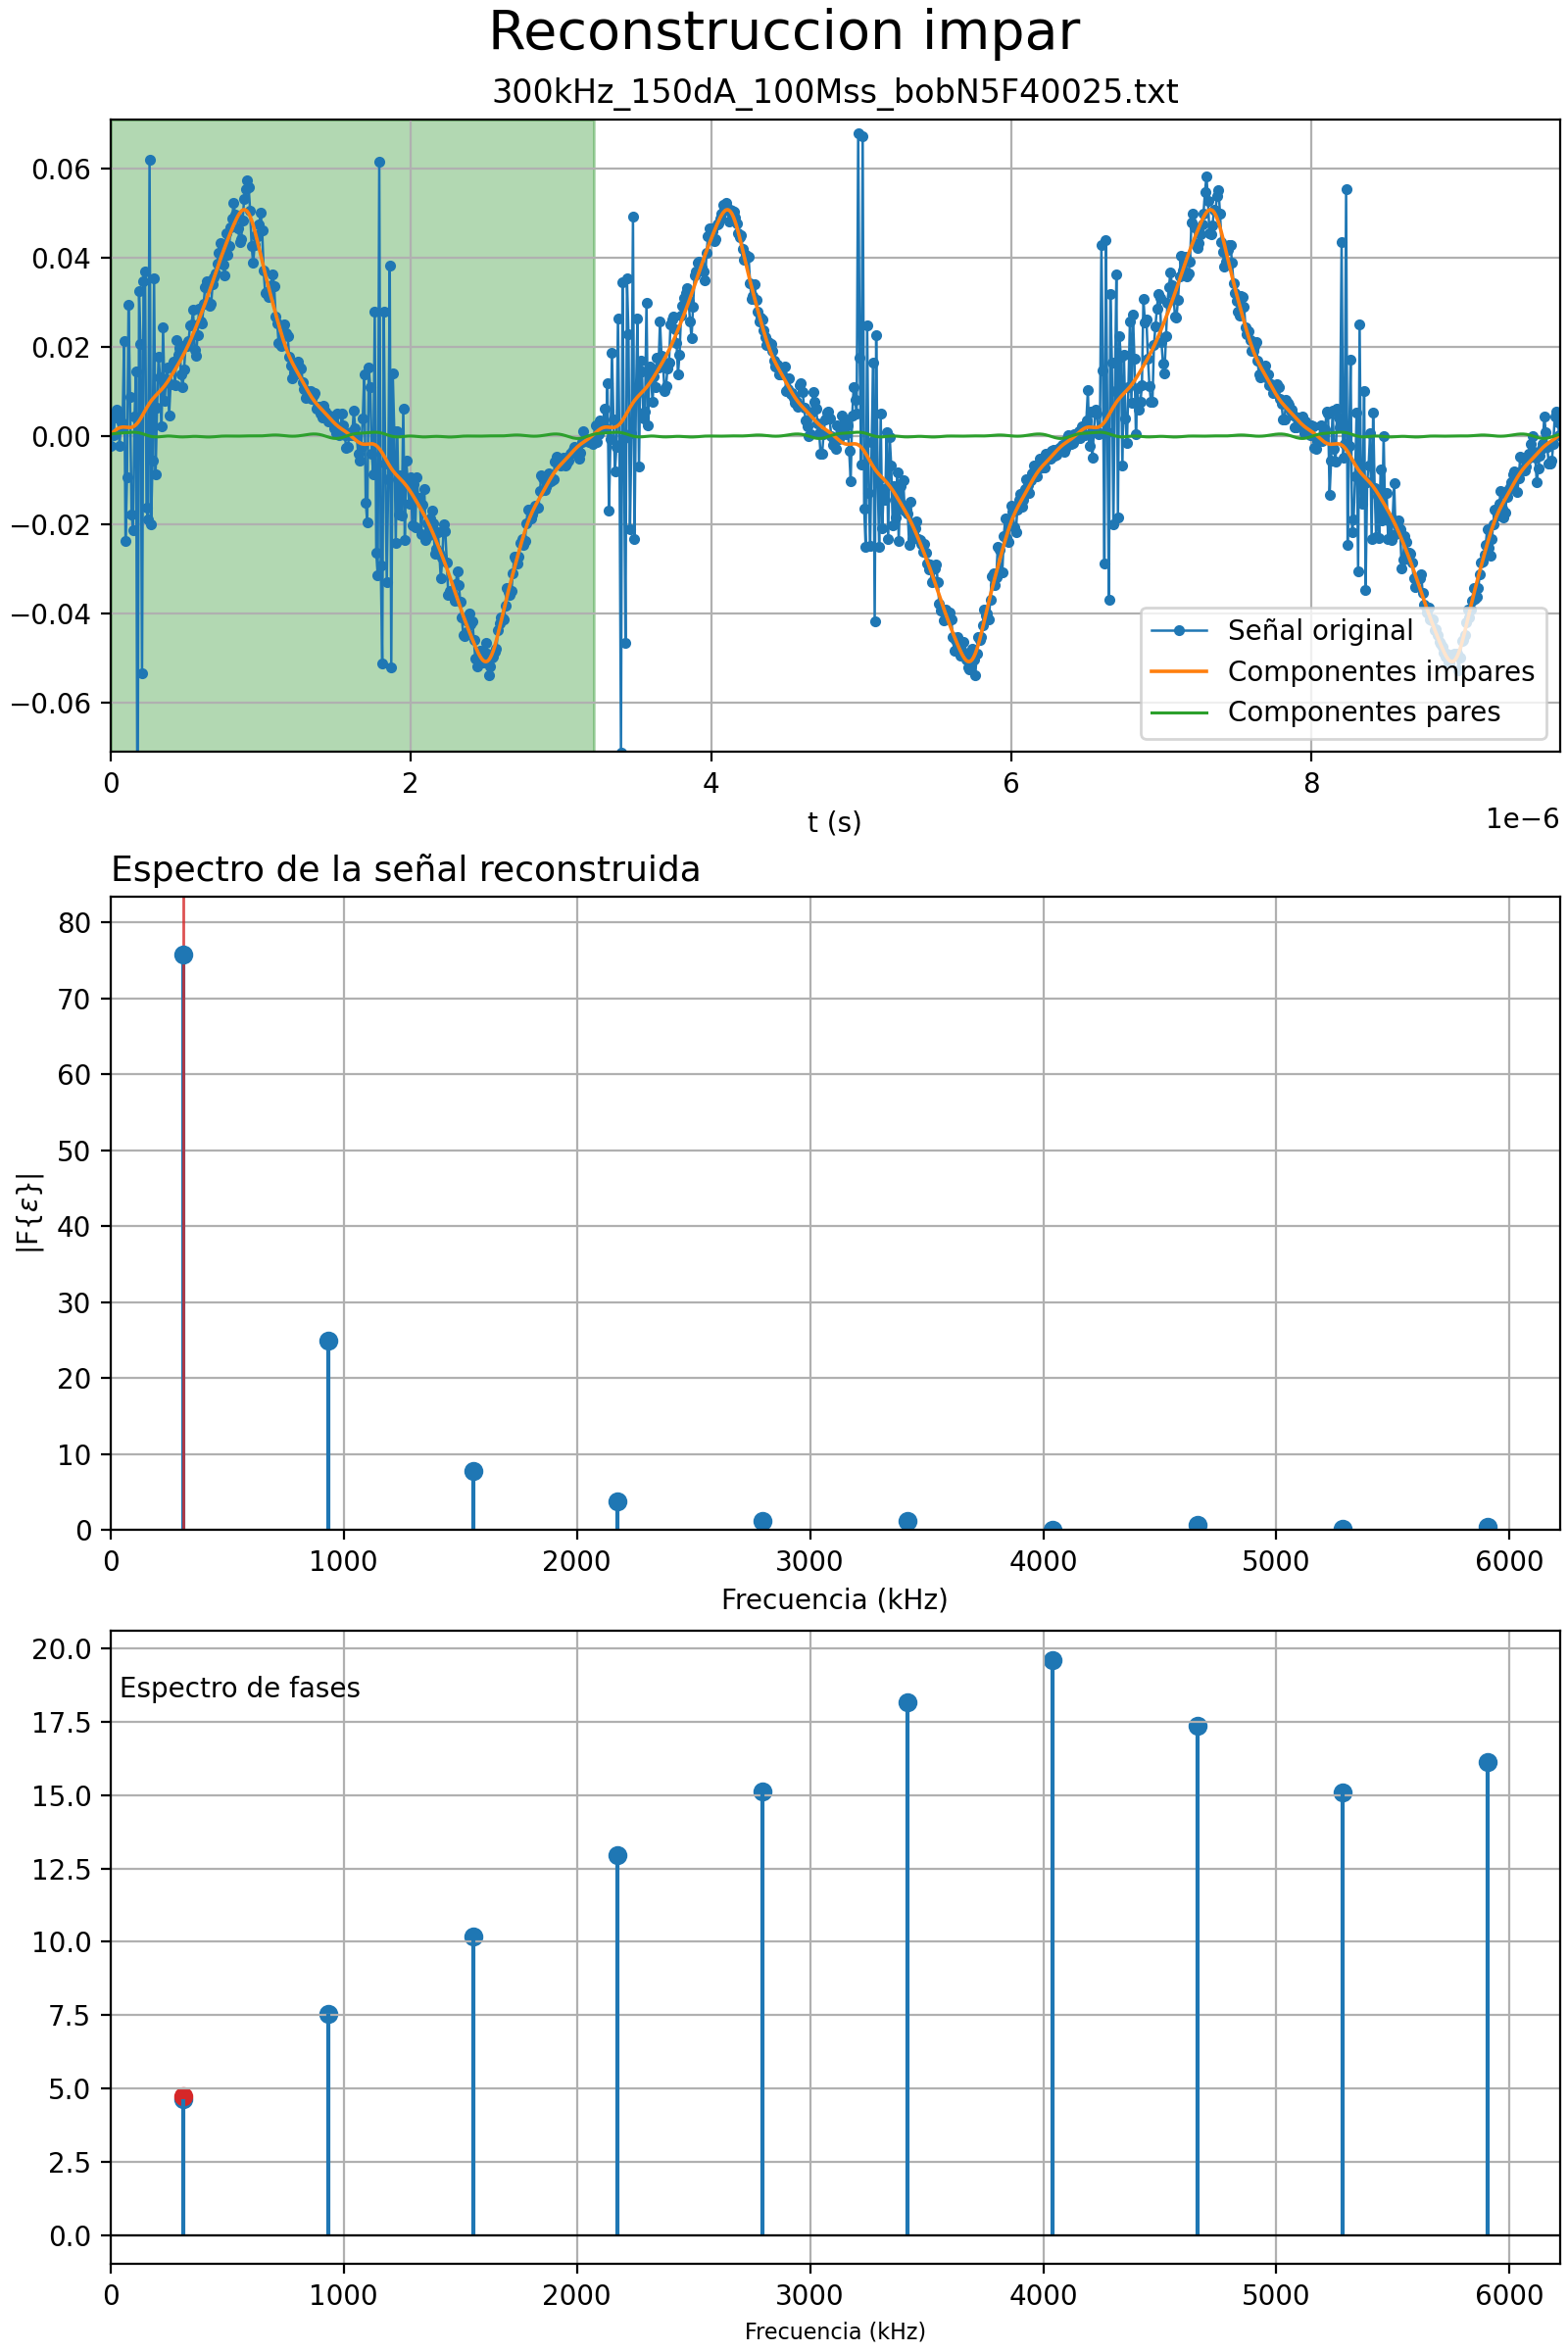 Reconstruccion impar
300kHz_150dA_100Mss_bobN5F40025.txt
0.06
0.04
0.02
0.00
−0.02
−0.04
−0.06
Señal original
Componentes impares
Componentes pares
0 2 4 6 8
1e−6
t (s)
Espectro de la señal reconstruida
80
70
60
50
40
30
20
10
0
|F{ε}|
0 1000 2000 3000 4000 5000 6000
Frecuencia (kHz)
20.0
Espectro de fases
17.5
15.0
12.5
10.0
7.5
5.0
2.5
0.0
0 1000 2000 3000 4000 5000 6000
Frecuencia (kHz)